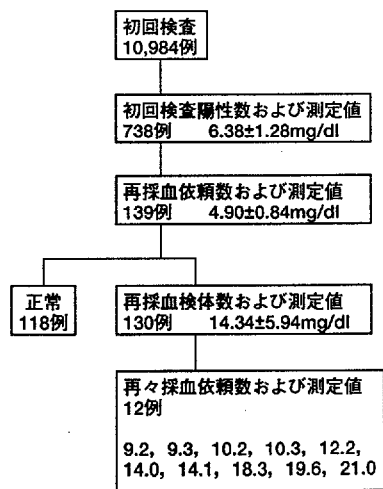 初回検査
10,984例
初回検査陽性数および測定値
738例 6.38±1.28mg/dl
再採血依頼数および測定値
139例 4.90±0.84mg/dl
正常
118例
再採血検体数および測定値
130例 14.34±5.94mg/dl
再々採血依頼数および測定値
12例
9.2, 9.3, 10.2, 10.3, 12.2,
14.0, 14.1, 18.3, 19.6, 21.0